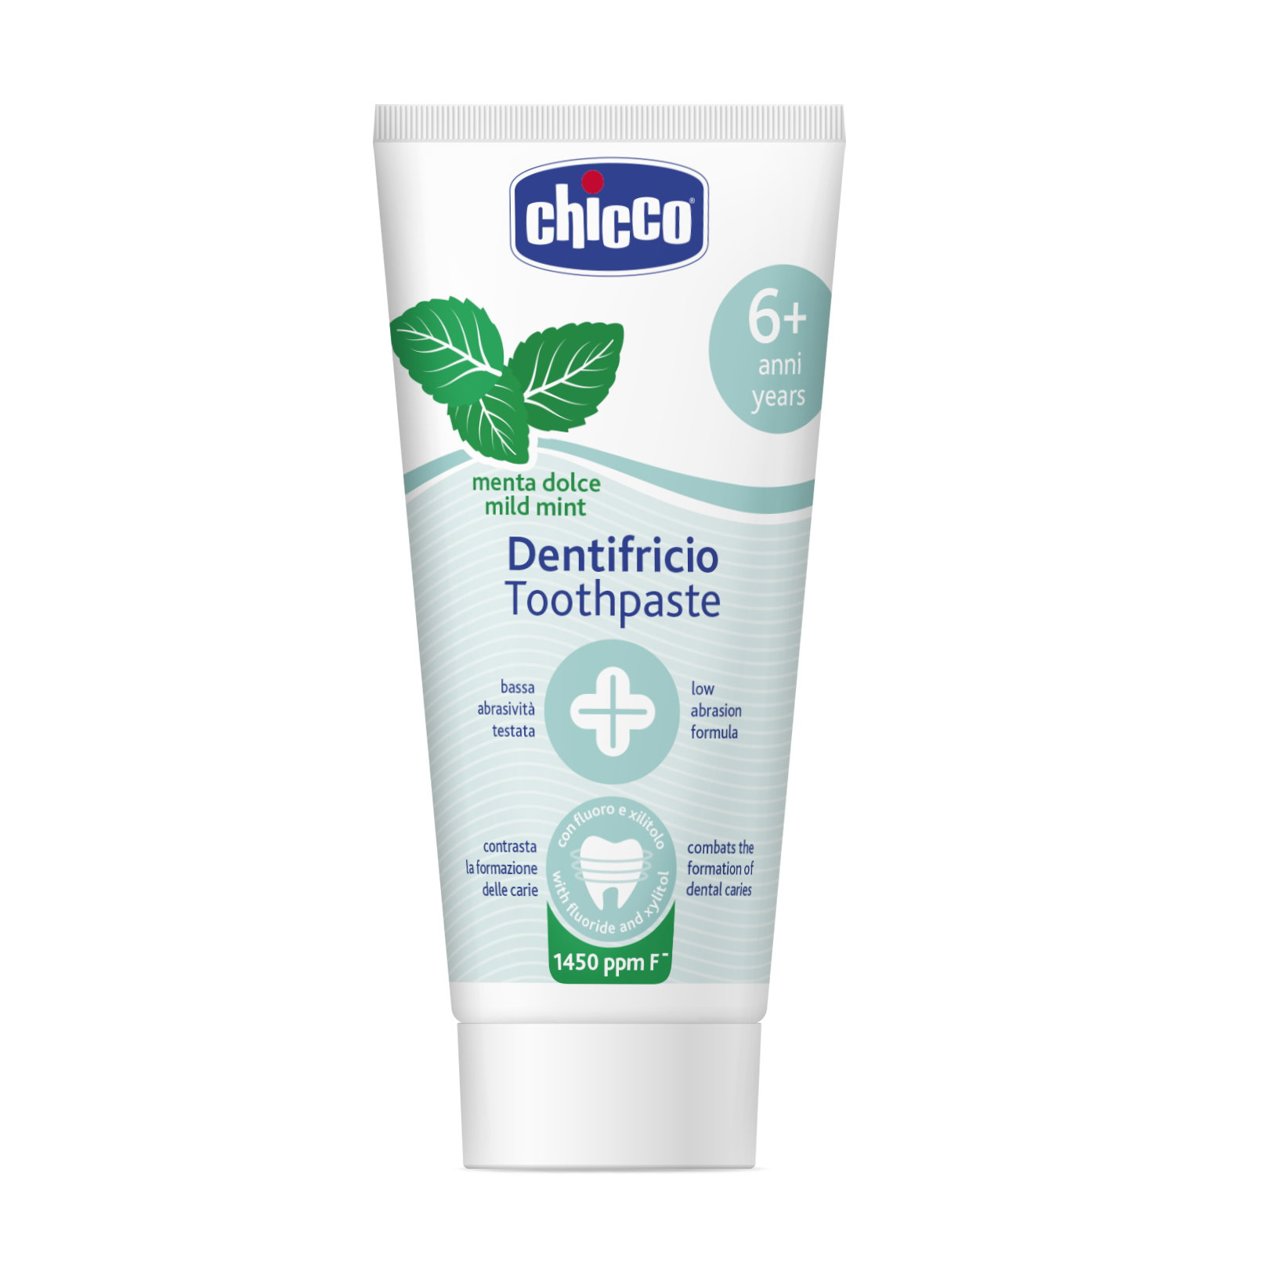 chicco®
6+
anni
years
menta dolce
mild mint
Dentifricio
Toothpaste
bassa
abrasività
testata
low
abrasion
formula
con fluoro e xilitolo
with fluoride and xylitol
contrasta
la formazione
delle carie
combats the
formation of
dental caries
1450 ppm F⁻